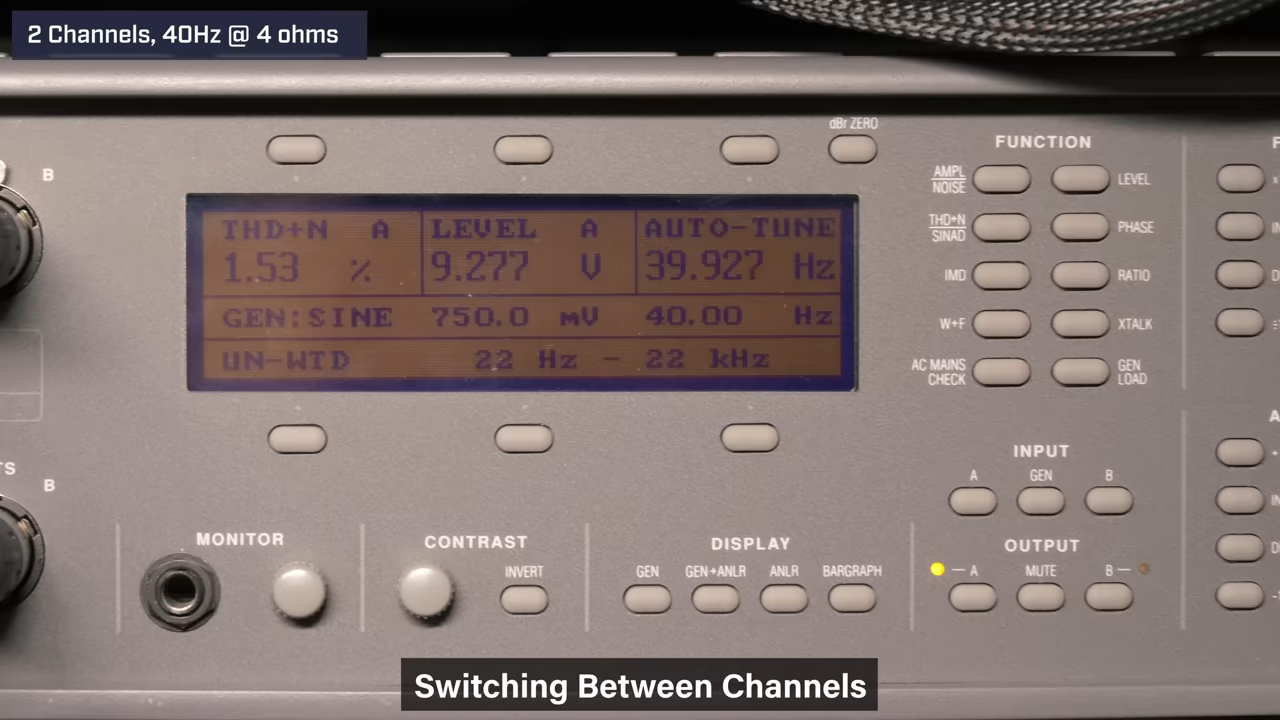 2 Channels, 40Hz @ 4 ohms
dBr ZERO
FUNCTION
B
AMPL
NOISE
LEVEL
THD+N A LEVEL A AUTO-TUNE
THD+N
SINAD
PHASE
1.53 % 9.277 V 39.927 Hz
IMD
RATIO
GEN:SINE 750.0 mV 40.00 Hz
W+F
XTALK
UN-WTD 22 Hz - 22 kHz
AC MAINS
CHECK
GEN
LOAD
INPUT
A GEN B
B
MONITOR
CONTRAST
INVERT
DISPLAY
GEN GEN+ANLR ANLR BARGRAPH
OUTPUT
A MUTE B
Switching Between Channels